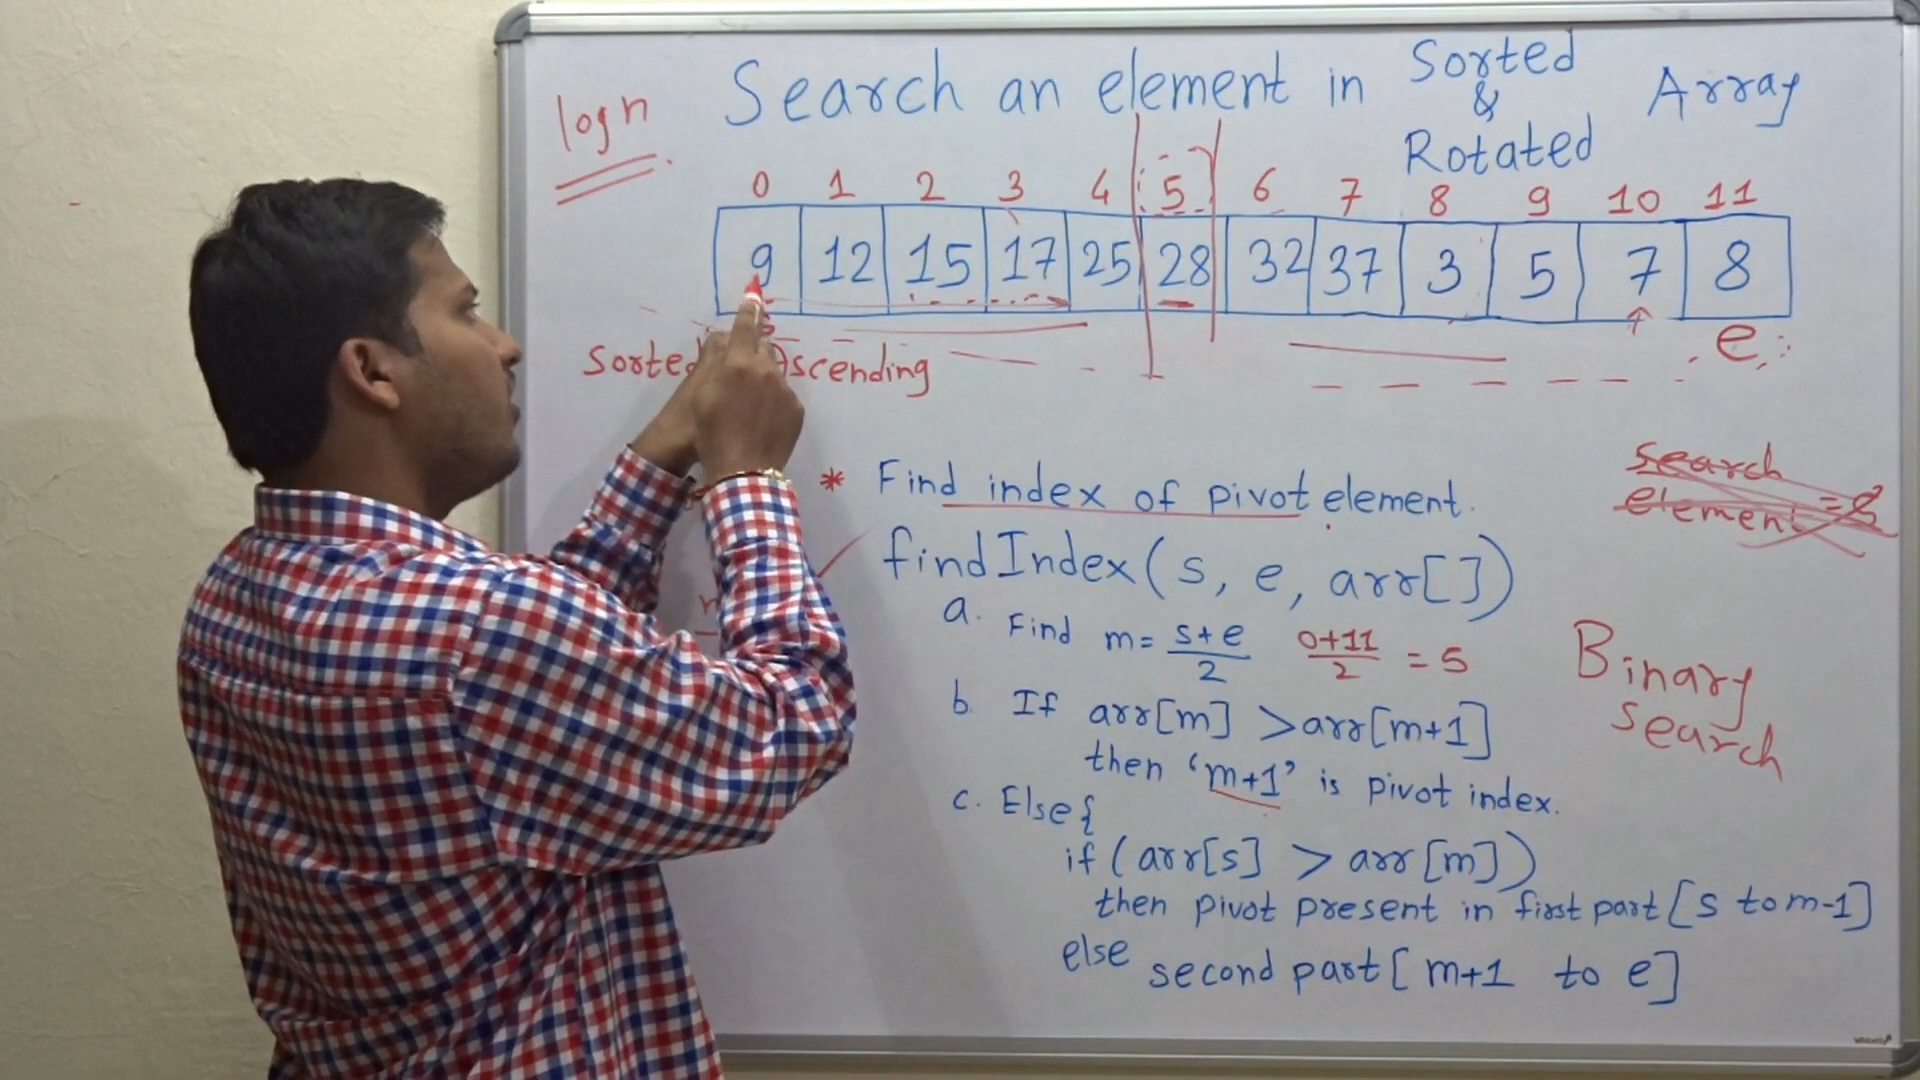 log n
Search an element in Sorted & Rotated Array
0 1 2 3 4 5 6 7 8 9 10 11
9 12 15 17 25 28 32 37 3 5 7 8
e
Sorted Ascending
Search
element =
* Find index of pivot element.
findIndex(s, e, arr[])
a. Find m= s+e/2 0+11/2 = 5
b. If arr[m] >arr[m+1]
then 'm+1' is pivot index.
c. Else{
if (arr[s] > arr[m])
then pivot present in first part [s to m-1]
else second part [m+1 to e]
Binary
search